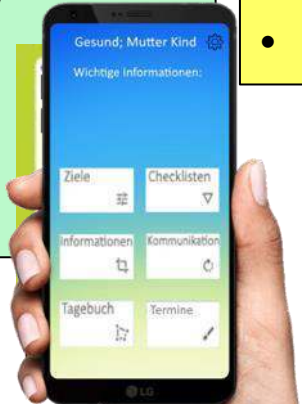 Gesund; Mutter Kind
Wichtige Informationen:
Ziele
Checklisten
Informationen
Kommunikation
Tagebuch
Termine
LG